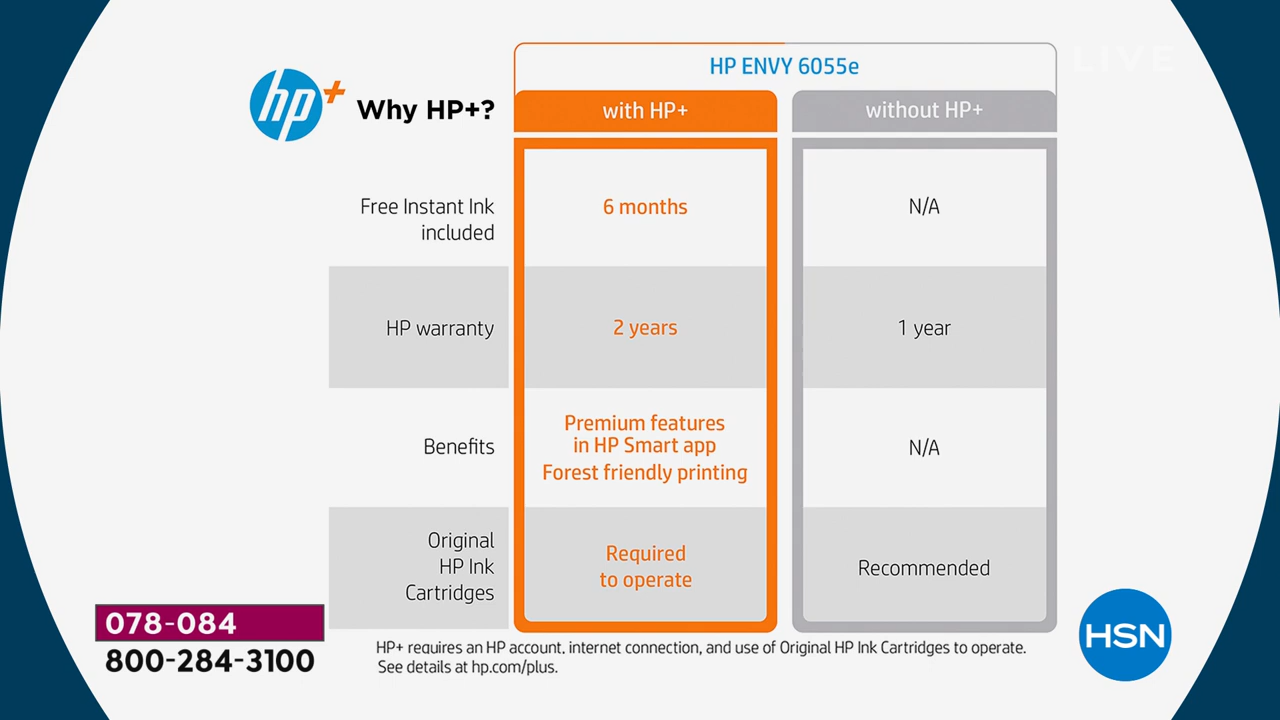 LIVE
HP ENVY 6055e
hp+
Why HP+?
with HP+
without HP+
Free Instant Ink
included
6 months
N/A
HP warranty
2 years
1 year
Benefits
Premium features
in HP Smart app
Forest friendly printing
N/A
Original
HP Ink
Cartridges
Required
to operate
Recommended
078-084
800-284-3100
HP+ requires an HP account, internet connection, and use of Original HP Ink Cartridges to operate.
See details at hp.com/plus.
HSN